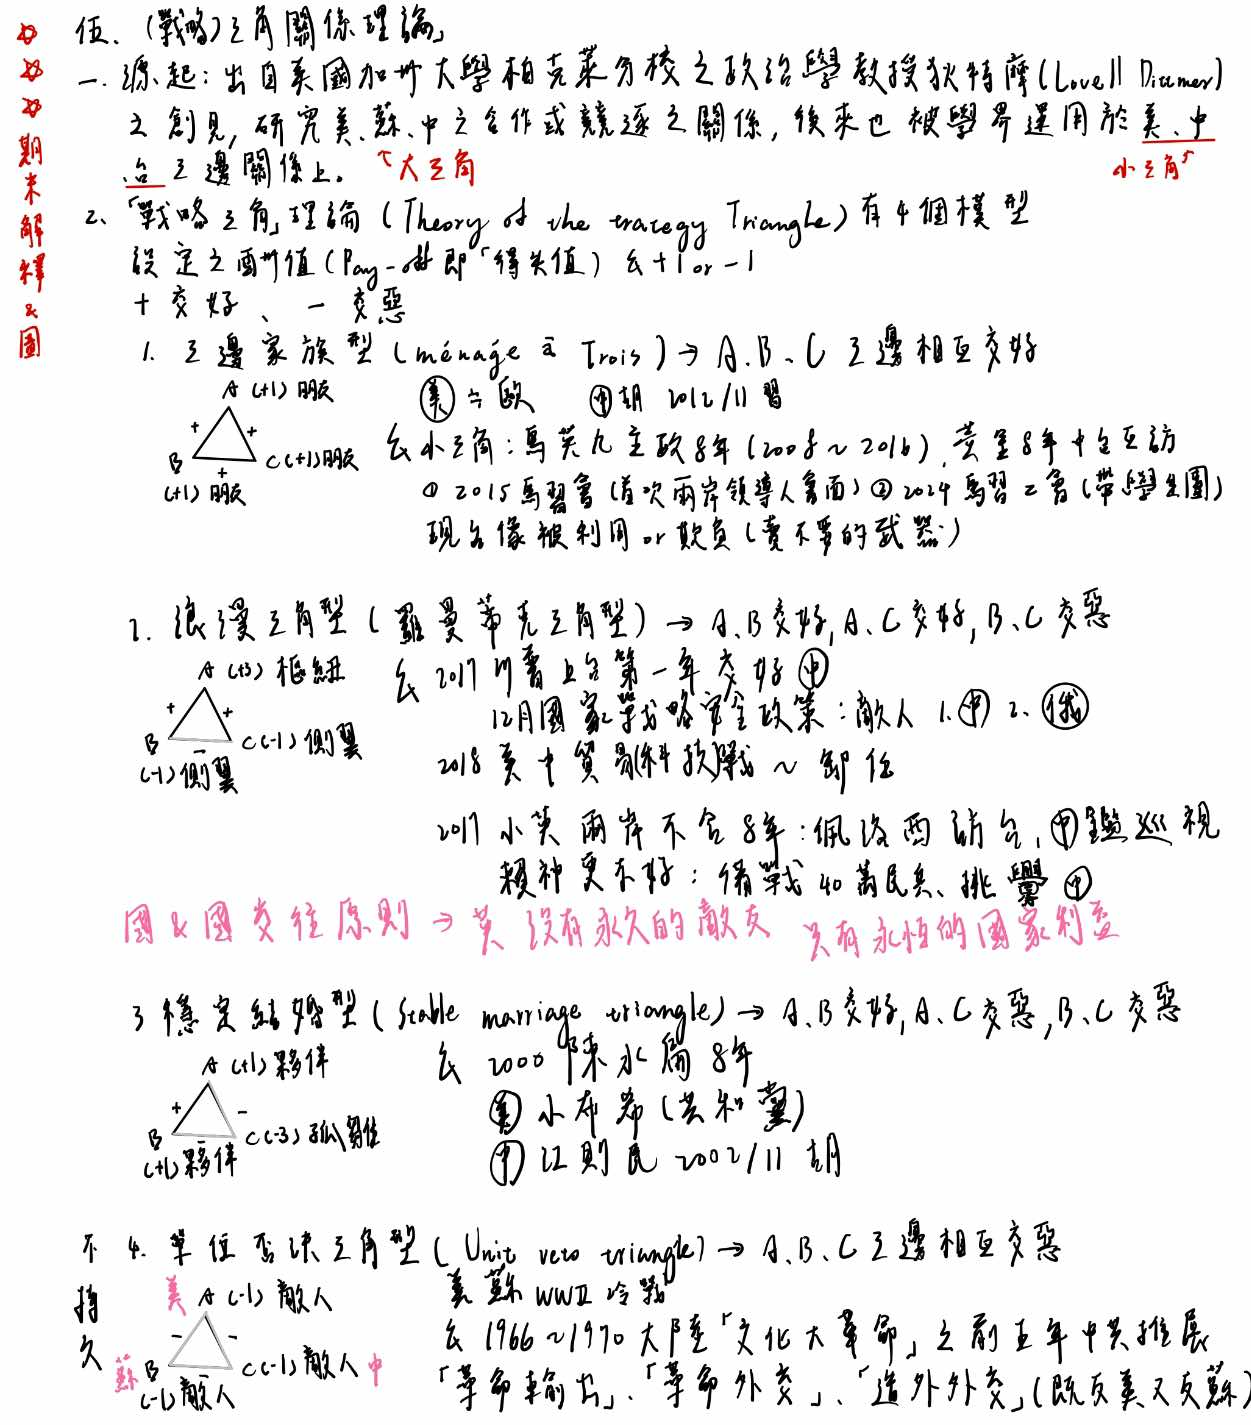 ☆☆☆期末解釋&圖
伍、「(戰略)三角關係理論」
一.源起:出自美國加州大學柏克萊分校之政治學教授狄特摩(Lovell Dittmer)
之創見,研究美、蘇、中之合作或競逐之關係,後來也被學界運用於美、中
、台三邊關係上。 ↑大三角 小三角↑
2、「戰略三角」理論 (Theory of the trategy Triangle) 有4個模型
設定之酬值(Pay-off即「得失值) 么+1 or -1
+ 交好、 - 交惡
1. 三邊家族型 (ménage à Trois) → A.B、C 三邊相互交好
A (+1) 朋友
+ +
B C(+1)朋友
+
(+1)朋友
美 ≒ 歐 中胡 2012/11 習
么小三角:馬英九主政8年(2008~2016),黃金8年中台互訪
① 2015馬習會(首次兩岸領導人會面)② 2024 馬習二會(帶學生團)
現台像被利用or欺負(賣不要的武器)
2. 浪漫三角型 (羅曼蒂克三角型) → A、B交好,A、C交好,B、C交惡
A (+3) 樞紐
+ +
B C(-1) 側翼
-
(-1)側翼
么 2017 川普上台第一年交好中
12月國家戰略安全政策:敵人 1.中 2.俄
2018 美中貿易(科技)戰 ~ 卸任
2017 小英兩岸不合8年:佩洛西訪台,中艦巡視
賴神更不好:備戰40萬民兵、挑釁中
國&國交往原則 → 英 沒有永久的敵友 只有永恒的國家利益
3 穩定結婚型 (Stable marriage triangle) → A、B交好,A、C交惡,B、C交惡
A (+1) 夥伴
+ -
B C(-3)孤雛
-
(+1)夥伴
么 2000 陳水扁8年
美 小布希(共和黨)
中 江則民 2002/11 胡
不持久
4. 單位否決三角型 (Unit veto triangle) → A、B、C 三邊相互交惡
美 A (-1) 敵人
- -
蘇 B C(-1)敵人 中
-
(-1)敵人
美蘇 WWII 冷戰
么 1966~1970 大陸「文化大革命」之前五年中共推展
「革命輸出」、「革命外交」、「造外外交」(既反美又反蘇)